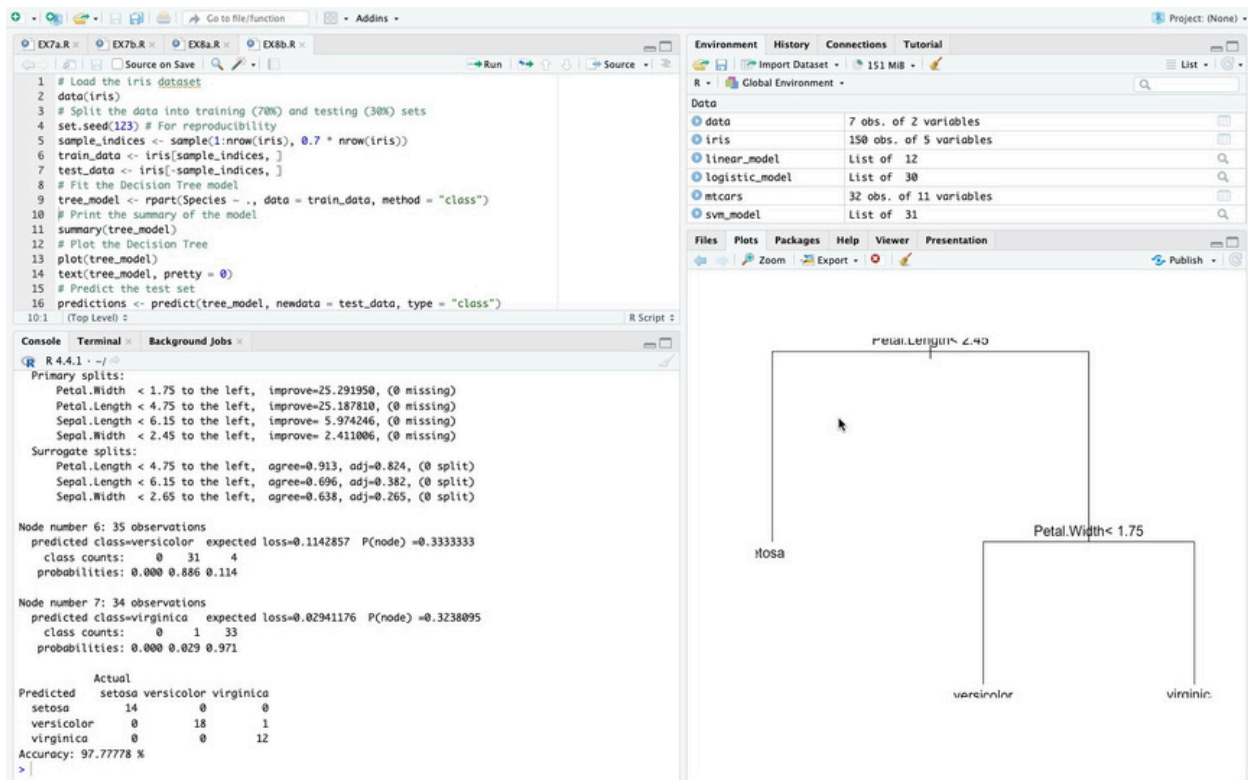 Go to file/function
Addins
Project: (None)
EX7a.R
EX7b.R
EX8a.R
EX8b.R
Source on Save
Run
Source
1 # Load the iris dataset
2 data(iris)
3 # Split the data into training (70%) and testing (30%) sets
4 set.seed(123) # For reproducibility
5 sample_indices <- sample(1:nrow(iris), 0.7 * nrow(iris))
6 train_data <- iris[sample_indices, ]
7 test_data <- iris[-sample_indices, ]
8 # Fit the Decision Tree model
9 tree_model <- rpart(Species ~ ., data = train_data, method = "class")
10 # Print the summary of the model
11 summary(tree_model)
12 # Plot the Decision Tree
13 plot(tree_model)
14 text(tree_model, pretty = 0)
15 # Predict the test set
16 predictions <- predict(tree_model, newdata = test_data, type = "class")
10:1 (Top Level) R Script
Console Terminal Background Jobs
R 4.4.1 · ~/
Primary splits:
Petal.Width < 1.75 to the left, improve=25.291950, (0 missing)
Petal.Length < 4.75 to the left, improve=25.187810, (0 missing)
Sepal.Length < 6.15 to the left, improve= 5.974246, (0 missing)
Sepal.Width < 2.45 to the left, improve= 2.411006, (0 missing)
Surrogate splits:
Petal.Length < 4.75 to the left, agree=0.913, adj=0.824, (0 split)
Sepal.Length < 6.15 to the left, agree=0.696, adj=0.382, (0 split)
Sepal.Width < 2.65 to the left, agree=0.638, adj=0.265, (0 split)
Node number 6: 35 observations
predicted class=versicolor expected loss=0.1142857 P(node) =0.3333333
class counts: 0 31 4
probabilities: 0.000 0.886 0.114
Node number 7: 34 observations
predicted class=virginica expected loss=0.02941176 P(node) =0.3238095
class counts: 0 1 33
probabilities: 0.000 0.029 0.971
Actual
Predicted setosa versicolor virginica
setosa 14 0 0
versicolor 0 18 1
virginica 0 0 12
Accuracy: 97.77778 %
>
Environment History Connections Tutorial
Import Dataset 151 MiB List
R Global Environment
Data
data 7 obs. of 2 variables
iris 150 obs. of 5 variables
linear_model List of 12
logistic_model List of 30
mtcars 32 obs. of 11 variables
svm_model List of 31
Files Plots Packages Help Viewer Presentation
Zoom Export Publish
Petal.Length< 2.45
etosa
Petal.Width< 1.75
versicolor
virginic